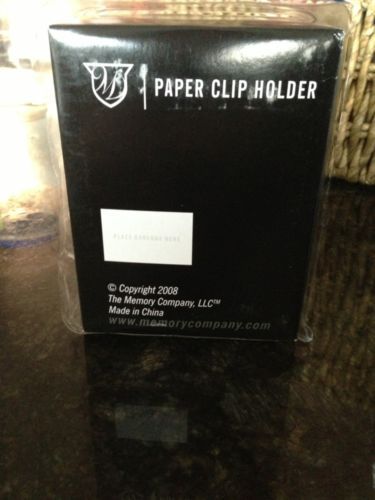 PAPER CLIP HOLDER
PLACE BARCODE HERE
© Copyright 2008
The Memory Company, LLC™
Made in China
www.memorycompany.com